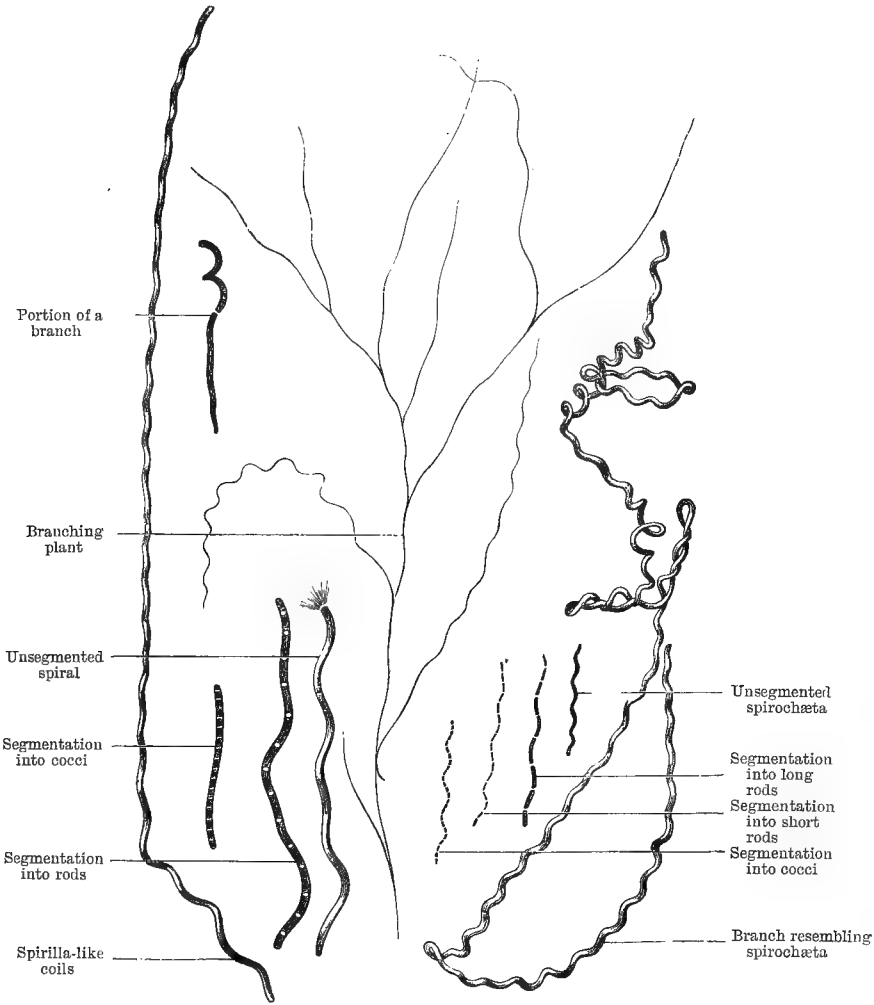 Portion of a
branch
Branching
plant
Unsegmented
spiral
Segmentation
into cocci
Segmentation
into rods
Spirilla-like
coils
Unsegmented
spirochæta
Segmentation
into long
rods
Segmentation
into short
rods
Segmentation
into cocci
Branch resembling
spirochæta